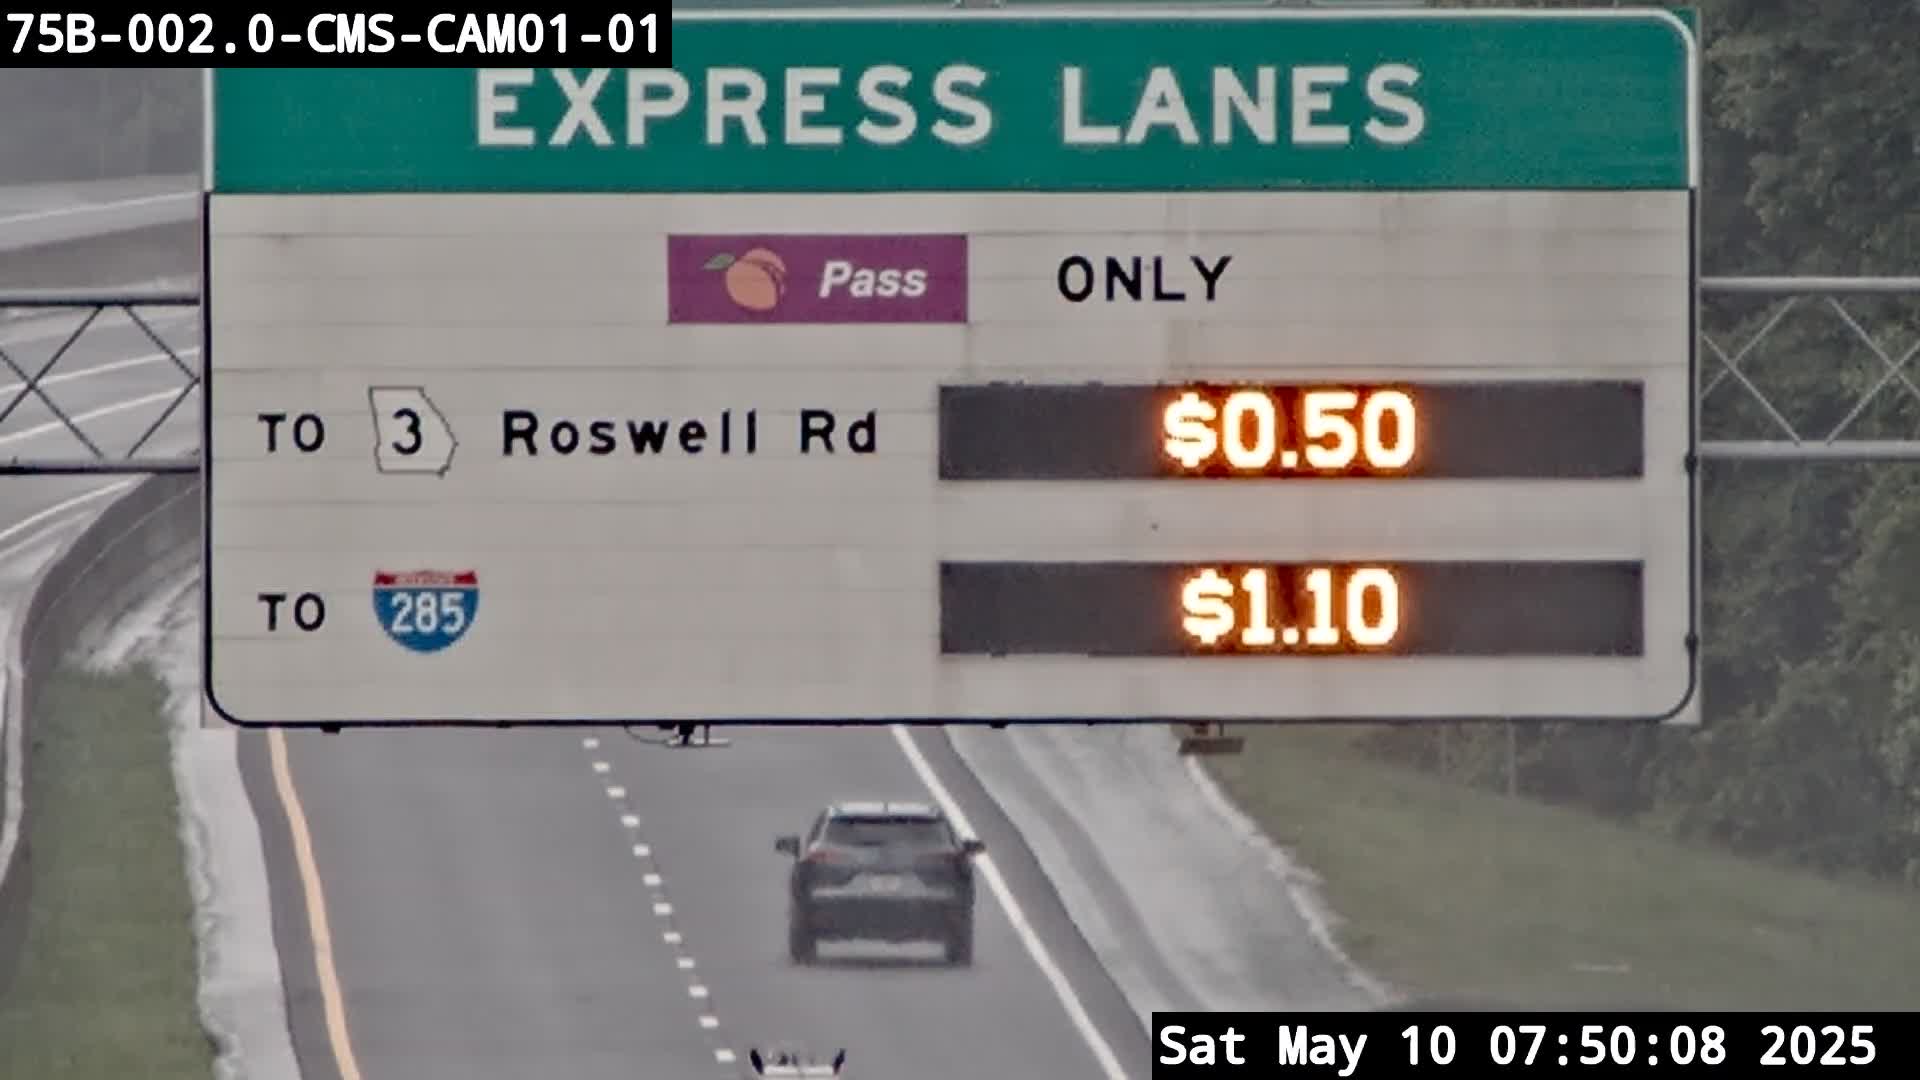 75B-002.0-CMS-CAM01-01
EXPRESS LANES
Pass ONLY
TO 3 Roswell Rd $0.50
TO 285 $1.10
Sat May 10 07:50:08 2025